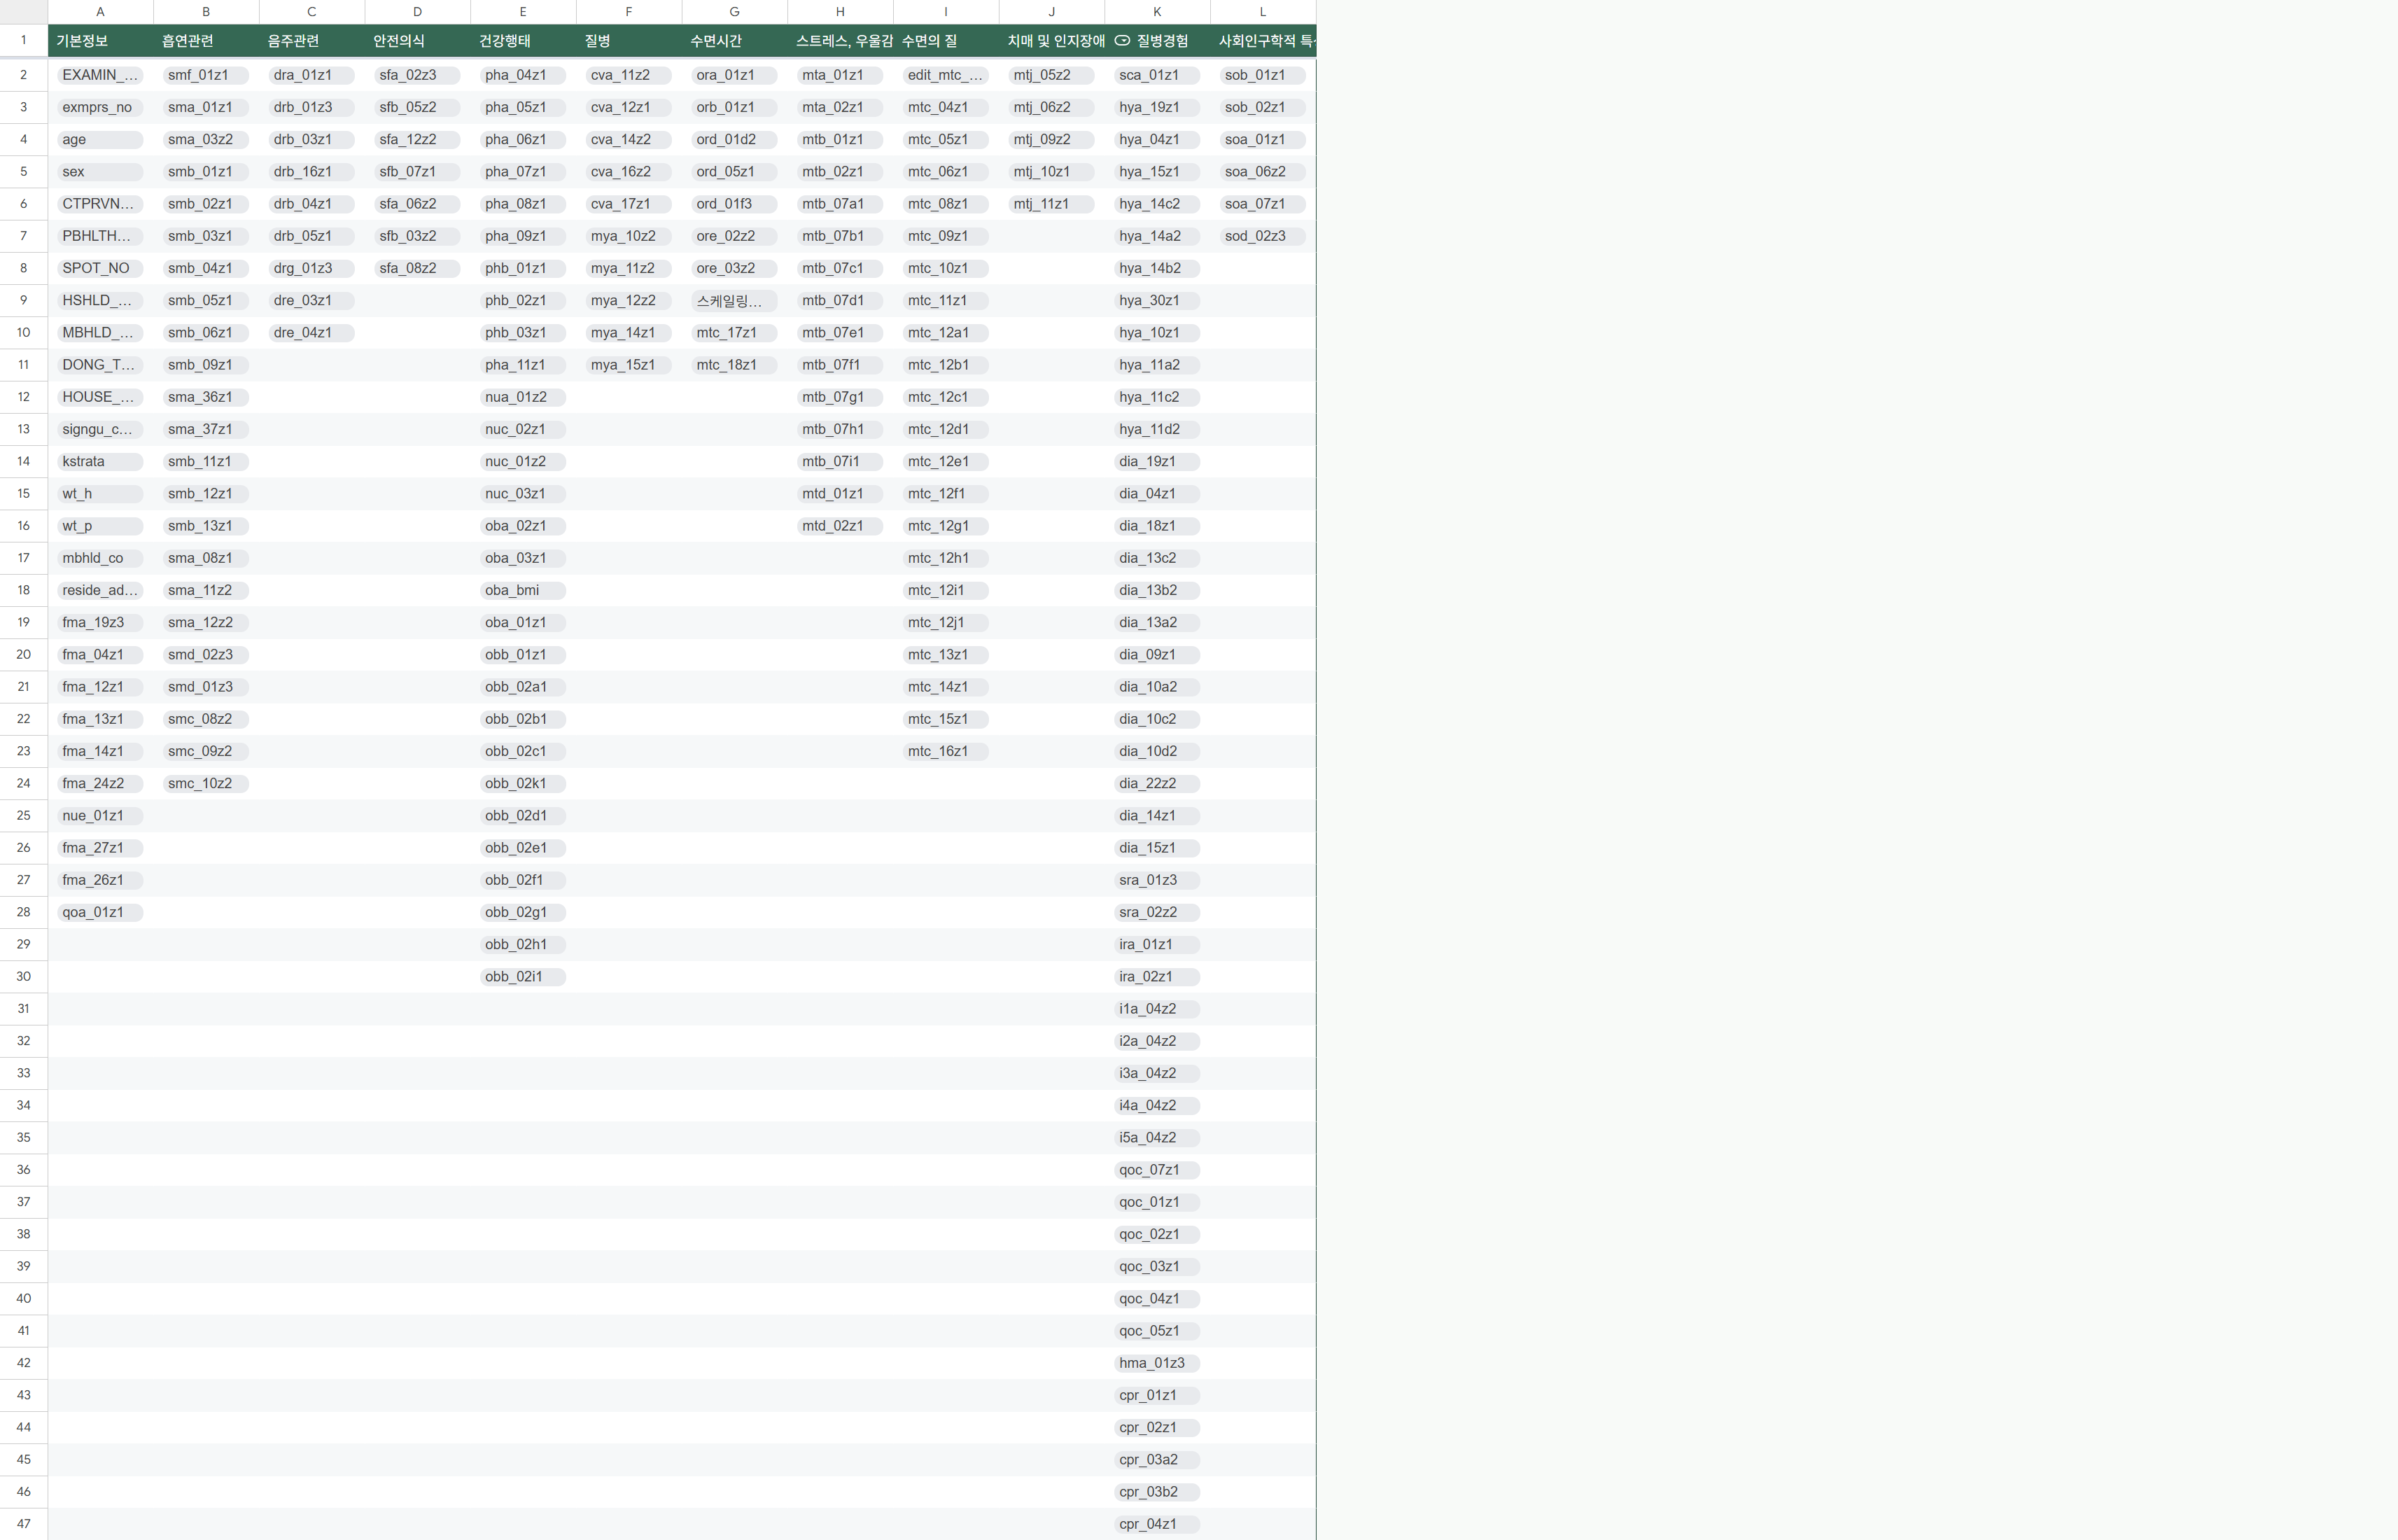 A B C D E F G H I J K L
1 기본정보 흡연관련 음주관련 안전의식 건강행태 질병 수면시간 스트레스, 우울감 수면의 질 치매 및 인지장애 질병경험 사회인구학적
2 EXAMIN_... smf_01z1 dra_01z1 sfa_02z3 pha_04z1 cva_11z2 ora_01z1 mta_01z1 edit_mtc_... mtj_05z2 sca_01z1 sob_01z1
3 exmprs_no sma_01z1 drb_01z3 sfb_05z2 pha_05z1 cva_12z1 orb_01z1 mta_02z1 mtc_04z1 mtj_06z2 hya_19z1 sob_02z1
4 age sma_03z2 drb_03z1 sfa_12z2 pha_06z1 cva_14z2 ord_01d2 mtb_01z1 mtc_05z1 mtj_09z2 hya_04z1 soa_01z1
5 sex smb_01z1 drb_16z1 sfb_07z1 pha_07z1 cva_16z2 ord_05z1 mtb_02z1 mtc_06z1 mtj_10z1 hya_15z1 soa_06z2
6 CTPRVN... smb_02z1 drb_04z1 sfa_06z2 pha_08z1 cva_17z1 ord_01f3 mtb_07a1 mtc_08z1 mtj_11z1 hya_14c2 soa_07z1
7 PBHLTH... smb_03z1 drb_05z1 sfb_03z2 pha_09z1 mya_10z2 ore_02z2 mtb_07b1 mtc_09z1 hya_14a2 sod_02z3
8 SPOT_NO smb_04z1 drg_01z3 sfa_08z2 phb_01z1 mya_11z2 ore_03z2 mtb_07c1 mtc_10z1 hya_14b2
9 HSHLD_... smb_05z1 dre_03z1 phb_02z1 mya_12z2 스케일링... mtb_07d1 mtc_11z1 hya_30z1
10 MBHLD_... smb_06z1 dre_04z1 phb_03z1 mya_14z1 mtc_17z1 mtb_07e1 mtc_12a1 hya_10z1
11 DONG_T... smb_09z1 pha_11z1 mya_15z1 mtc_18z1 mtb_07f1 mtc_12b1 hya_11a2
12 HOUSE_... sma_36z1 nua_01z2 mtb_07g1 mtc_12c1 hya_11c2
13 signgu_c... sma_37z1 nuc_02z1 mtb_07h1 mtc_12d1 hya_11d2
14 kstrata smb_11z1 nuc_01z2 mtb_07i1 mtc_12e1 dia_19z1
15 wt_h smb_12z1 nuc_03z1 mtd_01z1 mtc_12f1 dia_04z1
16 wt_p smb_13z1 oba_02z1 mtd_02z1 mtc_12g1 dia_18z1
17 mbhld_co sma_08z1 oba_03z1 mtc_12h1 dia_13c2
18 reside_ad... sma_11z2 oba_bmi mtc_12i1 dia_13b2
19 fma_19z3 sma_12z2 oba_01z1 mtc_12j1 dia_13a2
20 fma_04z1 smd_02z3 obb_01z1 mtc_13z1 dia_09z1
21 fma_12z1 smd_01z3 obb_02a1 mtc_14z1 dia_10a2
22 fma_13z1 smc_08z2 obb_02b1 mtc_15z1 dia_10c2
23 fma_14z1 smc_09z2 obb_02c1 mtc_16z1 dia_10d2
24 fma_24z2 smc_10z2 obb_02k1 dia_22z2
25 nue_01z1 obb_02d1 dia_14z1
26 fma_27z1 obb_02e1 dia_15z1
27 fma_26z1 obb_02f1 sra_01z3
28 qoa_01z1 obb_02g1 sra_02z2
29 obb_02h1 ira_01z1
30 obb_02i1 ira_02z1
31 i1a_04z2
32 i2a_04z2
33 i3a_04z2
34 i4a_04z2
35 i5a_04z2
36 qoc_07z1
37 qoc_01z1
38 qoc_02z1
39 qoc_03z1
40 qoc_04z1
41 qoc_05z1
42 hma_01z3
43 cpr_01z1
44 cpr_02z1
45 cpr_03a2
46 cpr_03b2
47 cpr_04z1